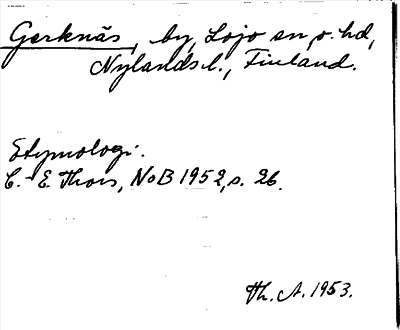 Gerknäs, by, Lojo sn, o. hd,
Nylands l., Finland.
Etymologi.
C.-E. Thors, NoB 1952, s. 26.
Th. A. 1953.